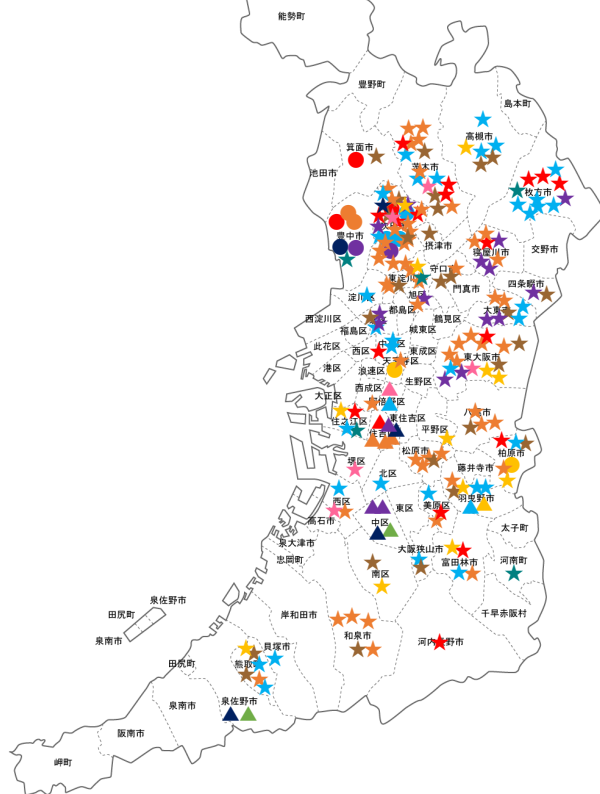 能勢町
豊野町
島本町
高槻市
箕面市
茨木市
池田市
枚方市
豊中市
摂津市
寝屋川市
交野市
守口市
東淀川
門真市
四条畷市
淀川区
旭区
都島区
大東市
西淀川区
鶴見区
福島区
城東区
此花区
西区
東成区
東大阪市
天王寺区
港区
浪速区
生野区
西成区
大正区
阿倍野区
八尾市
住之江区
東住吉区
平野区
住吉区
松原市
柏原市
堺区
藤井寺市
北区
羽曳野市
西区
東区
美原区
高石市
中区
太子町
泉大津市
大阪狭山市
忠岡町
富田林市
河南町
南区
泉佐野市
田尻町
岸和田市
千早赤阪村
泉南市
和泉市
河内長野市
貝塚市
田尻町
熊取町
泉佐野市
泉南市
阪南市
岬町